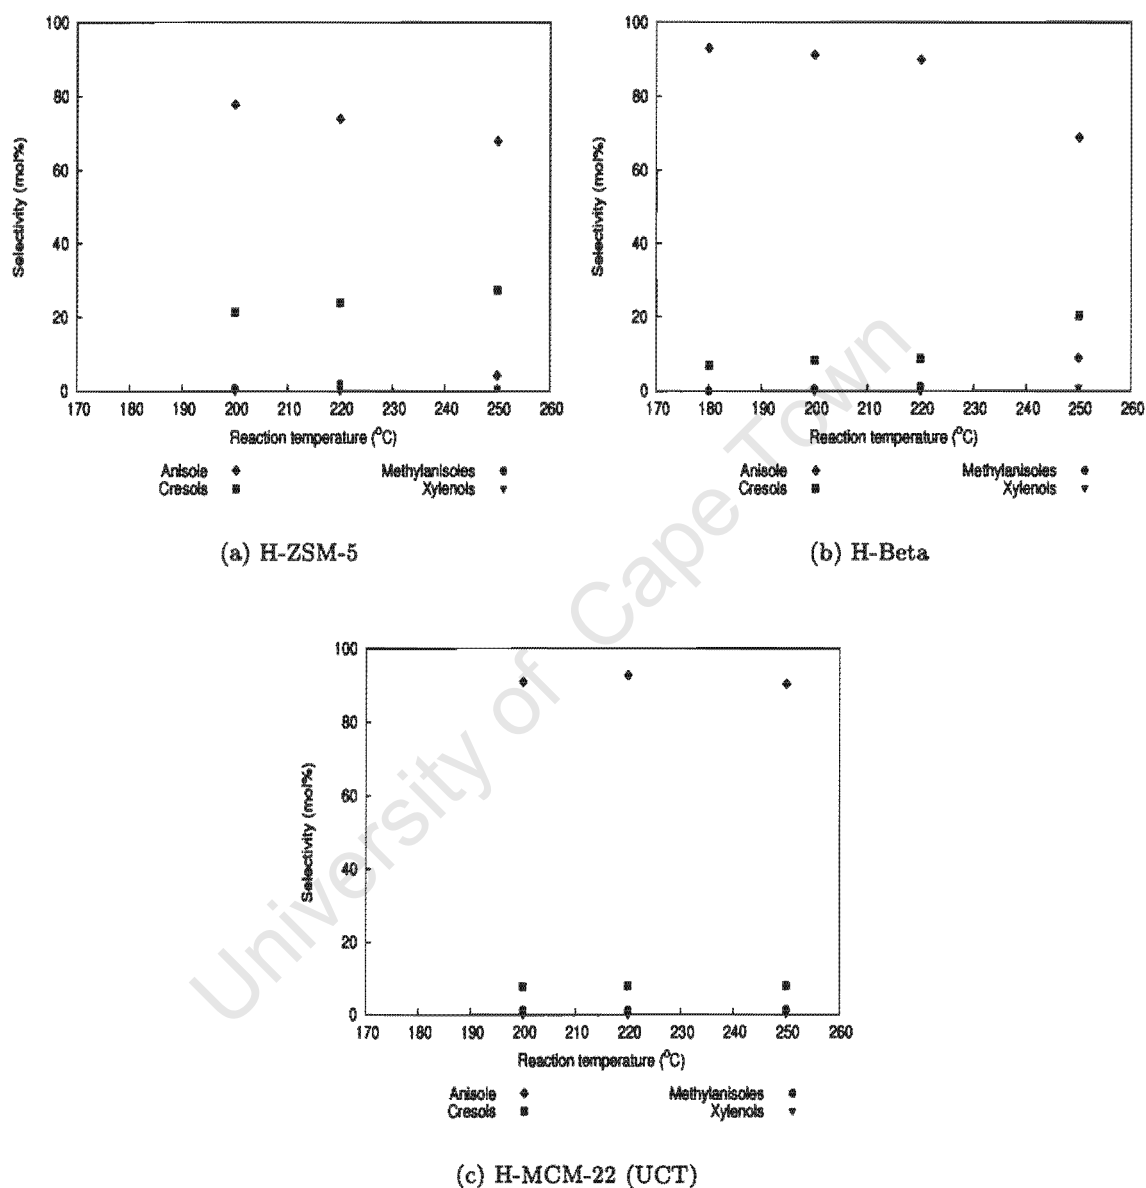 100
80
60
40
20
0
Selectivity (mol%)
170 180 190 200 210 220 230 240 250 260
Reaction temperature (°C)
Anisole Methylanisoles
Cresols Xylenols
(a) H-ZSM-5
100
80
60
40
20
0
Selectivity (mol%)
170 180 190 200 210 220 230 240 250 260
Reaction temperature (°C)
Anisole Methylanisoles
Cresols Xylenols
(b) H-Beta
100
80
60
40
20
0
Selectivity (mol%)
170 180 190 200 210 220 230 240 250 260
Reaction temperature (°C)
Anisole Methylanisoles
Cresols Xylenols
(c) H-MCM-22 (UCT)
University of Cape Town